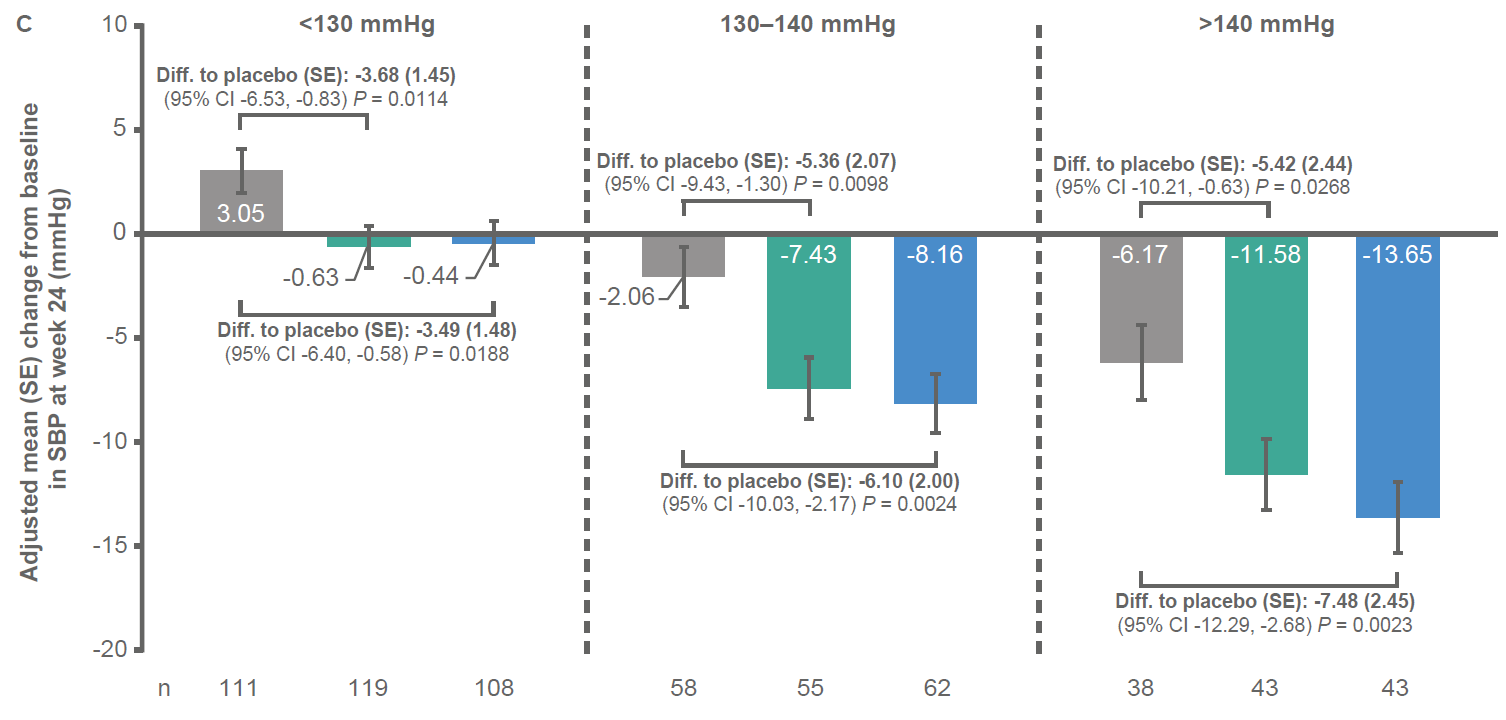 C
<130 mmHg
130–140 mmHg
>140 mmHg
Adjusted mean (SE) change from baseline
in SBP at week 24 (mmHg)
10
5
0
-5
-10
-15
-20
Diff. to placebo (SE): -3.68 (1.45)
(95% CI -6.53, -0.83) P = 0.0114
3.05
-0.63
-0.44
Diff. to placebo (SE): -3.49 (1.48)
(95% CI -6.40, -0.58) P = 0.0188
Diff. to placebo (SE): -5.36 (2.07)
(95% CI -9.43, -1.30) P = 0.0098
-2.06
-7.43
-8.16
Diff. to placebo (SE): -6.10 (2.00)
(95% CI -10.03, -2.17) P = 0.0024
Diff. to placebo (SE): -5.42 (2.44)
(95% CI -10.21, -0.63) P = 0.0268
-6.17
-11.58
-13.65
Diff. to placebo (SE): -7.48 (2.45)
(95% CI -12.29, -2.68) P = 0.0023
n 111 119 108 58 55 62 38 43 43